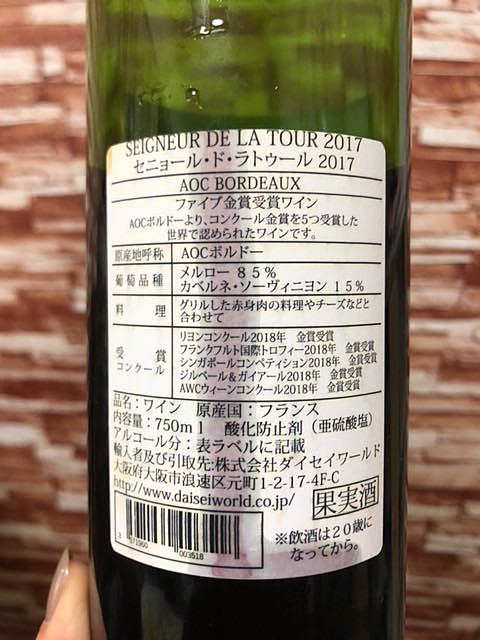 SEIGNEUR DE LA TOUR 2017
セニョール・ド・ラトゥール 2017
AOC BORDEAUX
ファイブ金賞受賞ワイン
AOCボルドーより、コンクール金賞を5つ受賞した
世界で認められたワインです。
原産地呼称 AOCボルドー
葡萄品種 メルロー 85%
カベルネ・ソーヴィニヨン 15%
料理 グリルした赤身肉の料理やチーズなどと
合わせて
受賞コンクール リヨンコンクール2018年 金賞受賞
フランクフルト国際トロフィー2018年 金賞受賞
シンガポールコンペティション2018年 金賞受賞
ジルベール&ガイアール2018年 金賞受賞
AWCウィーンコンクール2018年 金賞受賞
品名：ワイン 原産国：フランス
内容量：750ml 酸化防止剤（亜硫酸塩）
アルコール分：表ラベルに記載
輸入者及び引取先:株式会社ダイセイワールド
大阪府大阪市浪速区元町1-2-17-4F-C
http://www.daiseiworld.co.jp/ 果実酒
※飲酒は20歳に
なってから。
003518